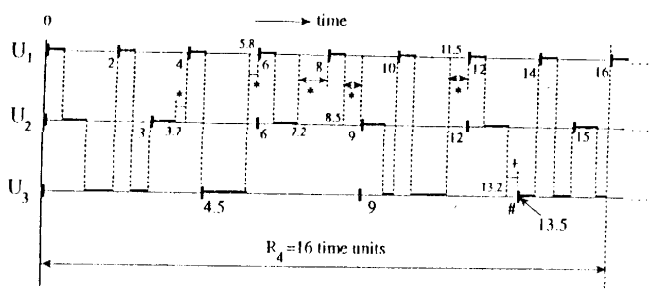 0
time
U1 2 4 5.8 6 8 10 11.5 12 14 16
* * * * *
U2 3 3.7 6 7.2 8.5 9 12 15
U3 4.5 9 13.2 + # 13.5
R4 =16 time units